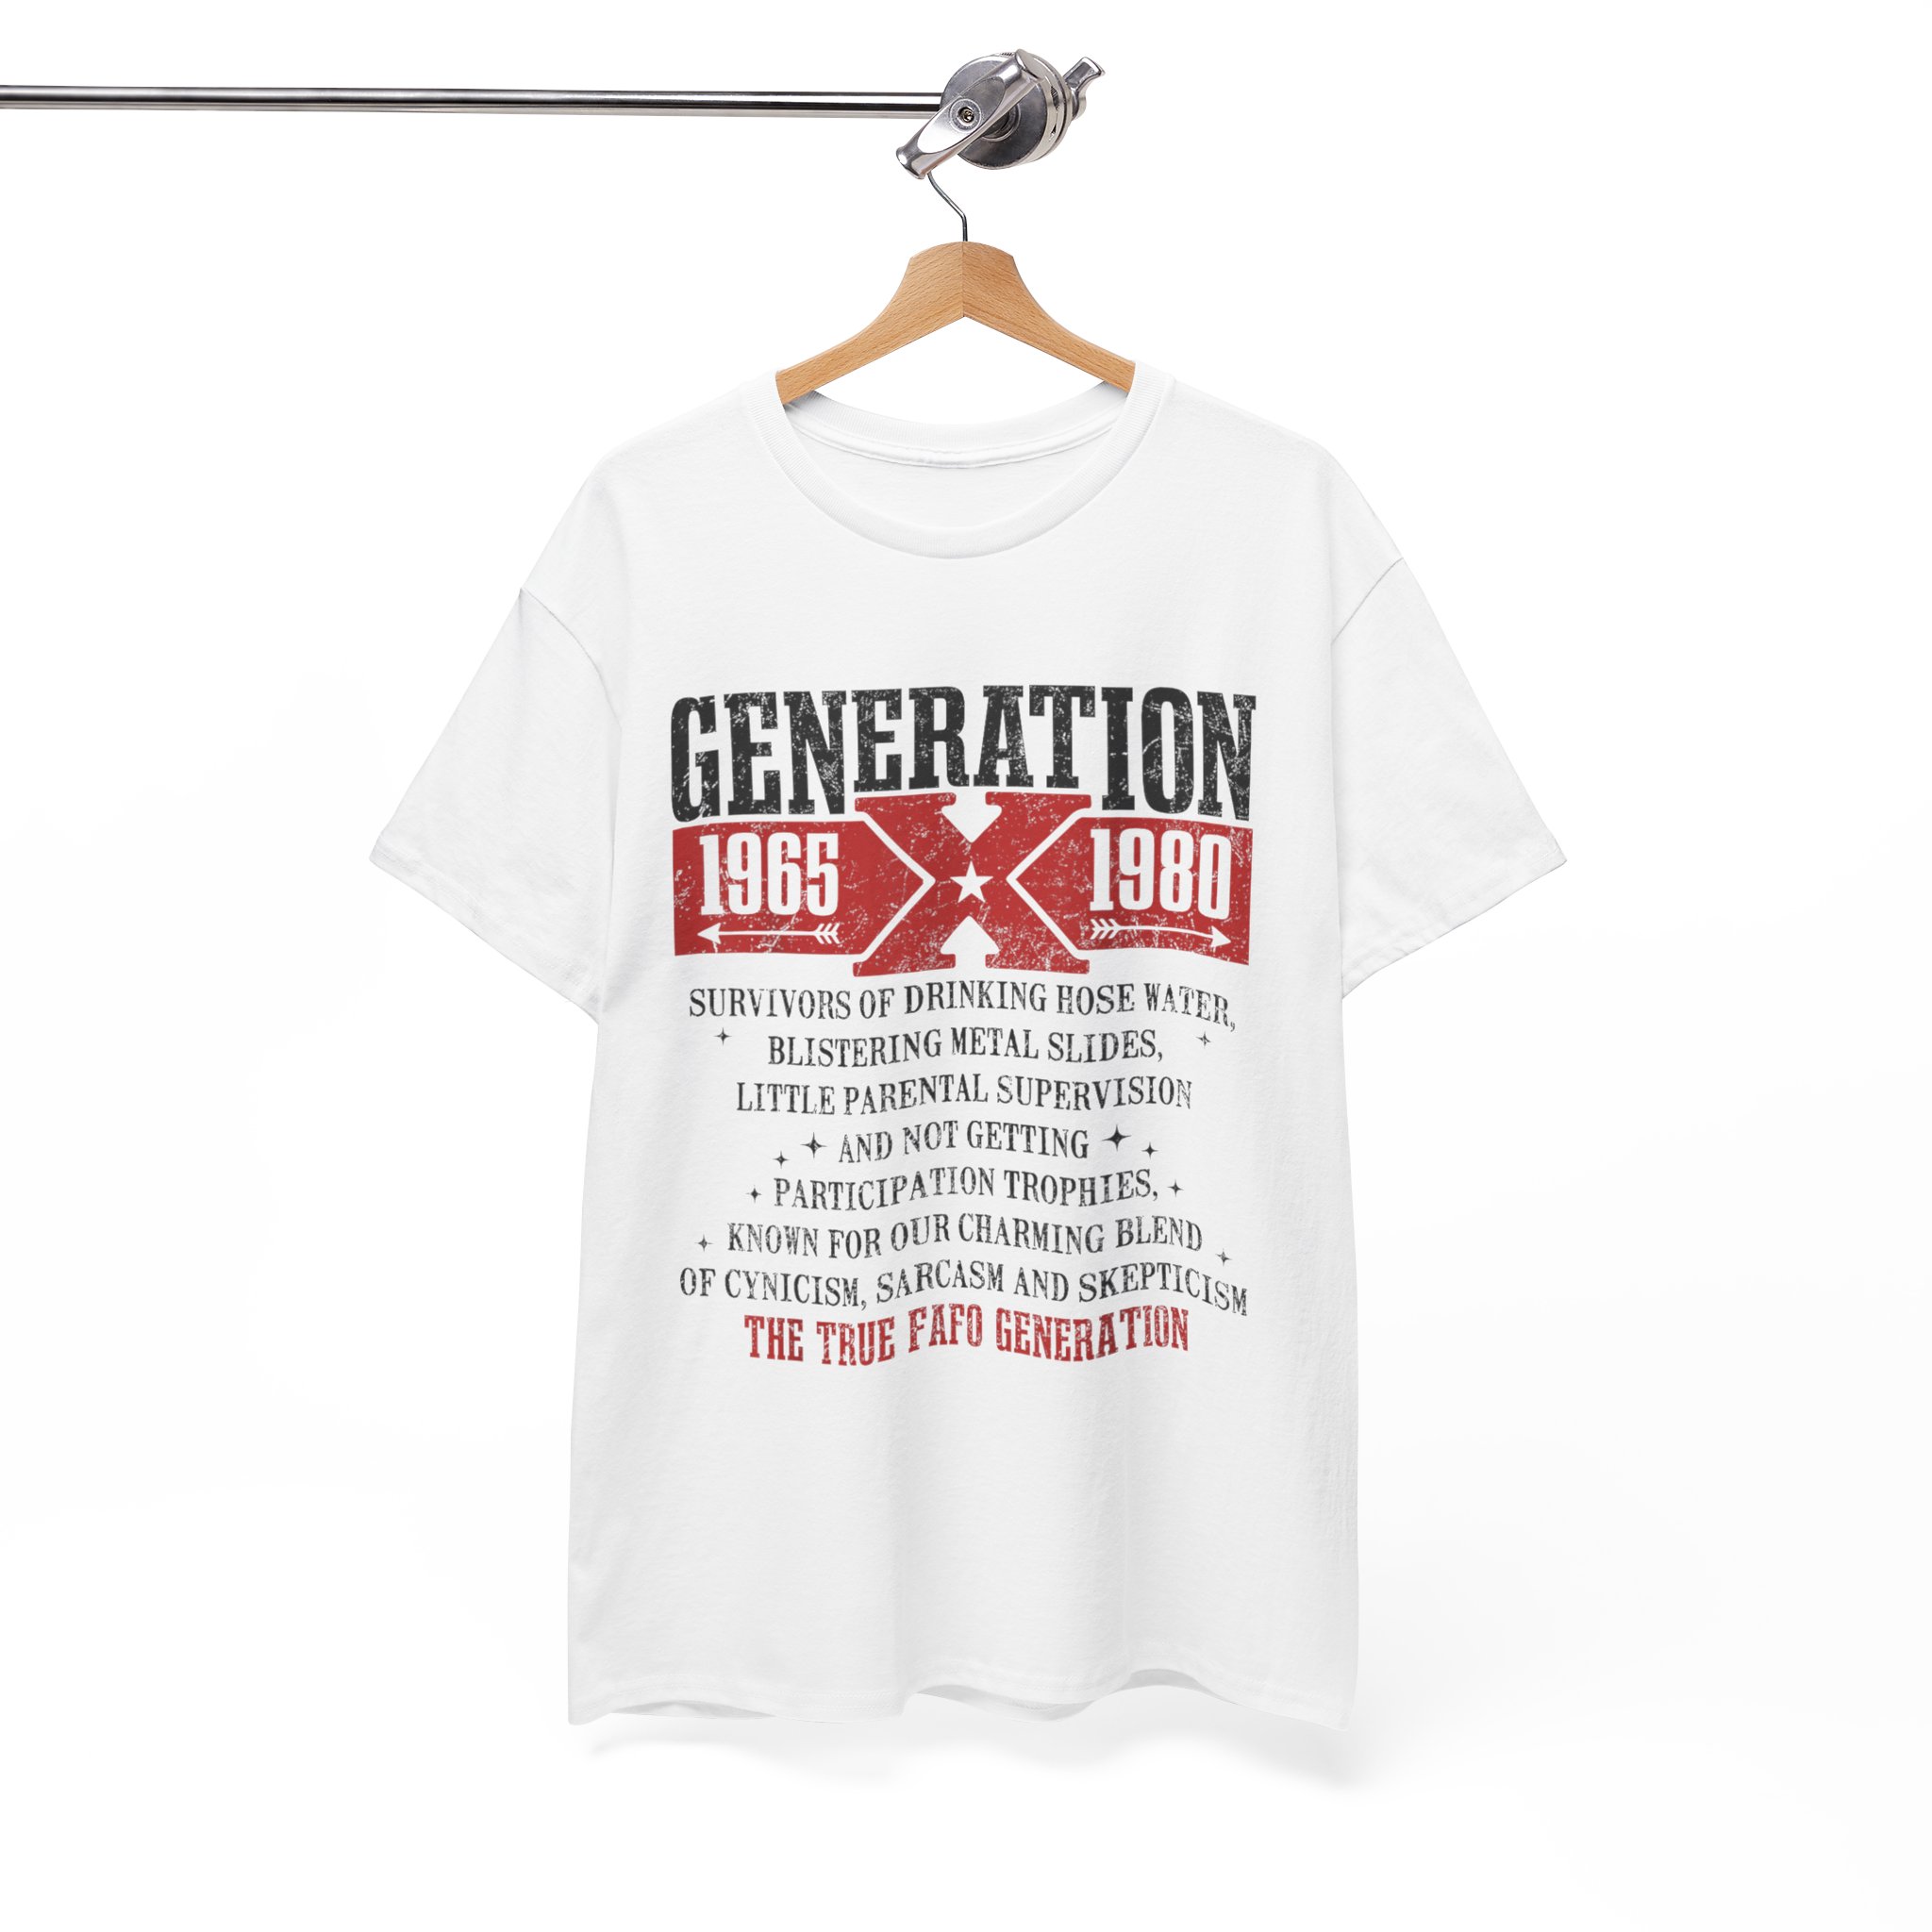 GENERATION
1965 X 1980
SURVIVORS OF DRINKING HOSE WATER,
BLISTERING METAL SLIDES,
LITTLE PARENTAL SUPERVISION
AND NOT GETTING
PARTICIPATION TROPHIES,
KNOWN FOR OUR CHARMING BLEND
OF CYNICISM, SARCASM AND SKEPTICISM
THE TRUE FAFO GENERATION